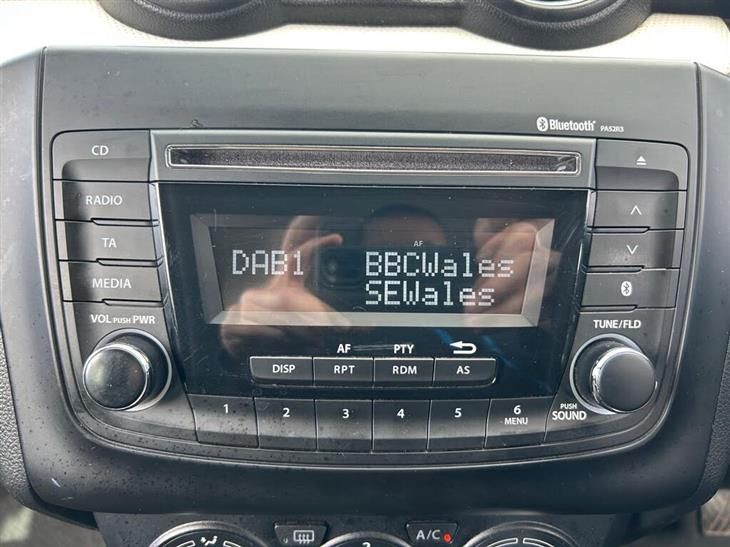 Bluetooth PA52R3
CD
RADIO
TA
MEDIA
VOL PUSH PWR
DAB1
AF
BBCWales
SEWales
TUNE/FLD
AF PTY
DISP RPT RDM AS
1 2 3 4 5 6
MENU
PUSH
SOUND
A/C